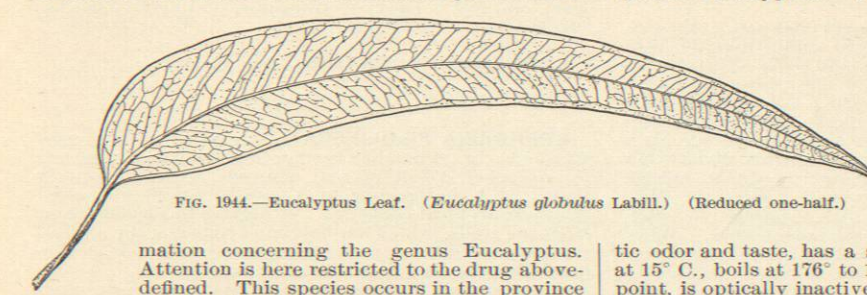 FIG. 1944.—Eucalyptus Leaf. (Eucalyptus globulus Labill.) (Reduced one-half.)
mation concerning the genus Eucalyptus.
Attention is here restricted to the drug above-
defined. This species occurs in the province
tic odor and taste, has a
at 15° C., boils at 176° to
point, is optically inactiv